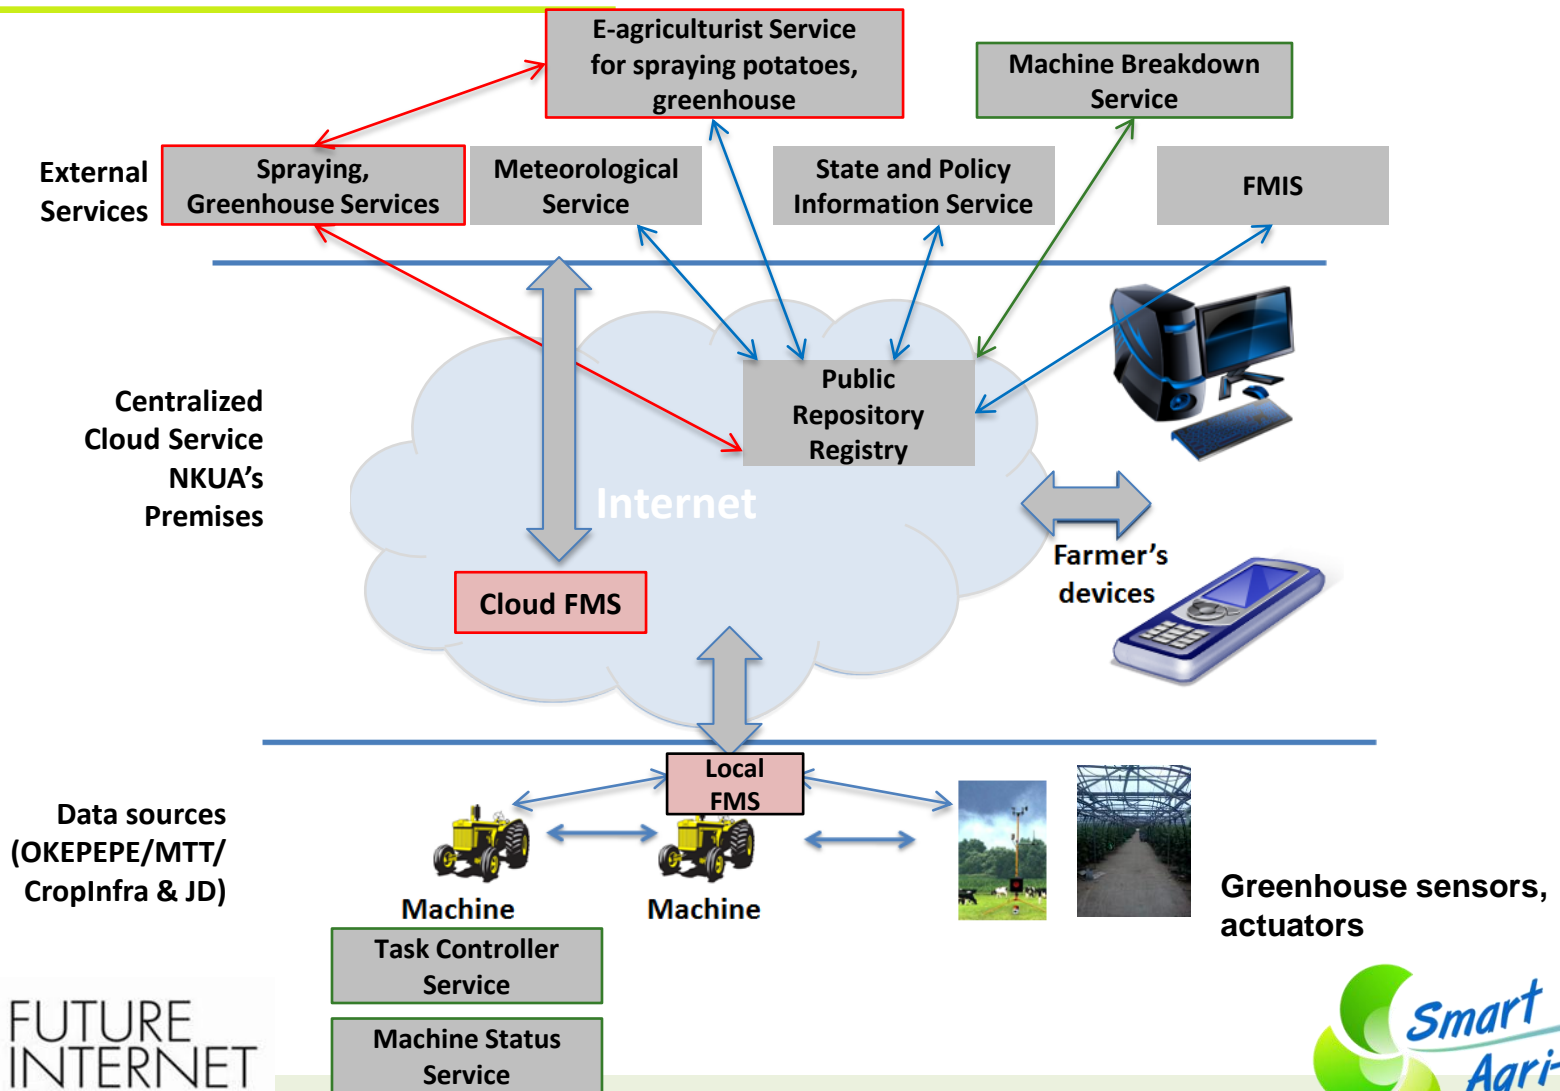 E-agriculturist Service
for spraying potatoes,
greenhouse
Machine Breakdown
Service
External
Services
Spraying,
Greenhouse Services
Meteorological
Service
State and Policy
Information Service
FMIS
Centralized
Cloud Service
NKUA's
Premises
Public
Repository
Registry
Internet
Cloud FMS
Farmer's
devices
Local
FMS
Data sources
(OKEPEPE/MTT/
CropInfra & JD)
Machine
Machine
Greenhouse sensors,
actuators
Task Controller
Service
Machine Status
Service
FUTURE
INTERNET
Smart
Agri-